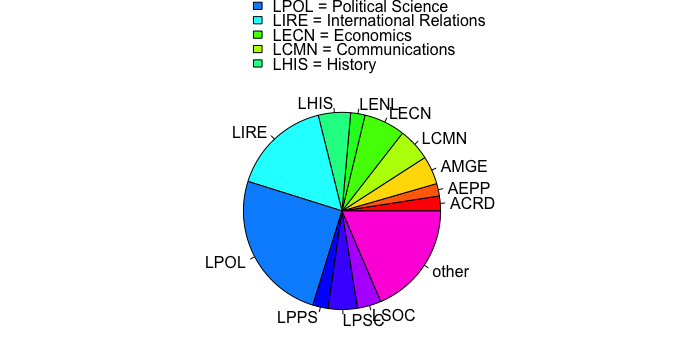 LPOL = Political Science
LIRE = International Relations
LECN = Economics
LCMN = Communications
LHIS = History
LHIS
LENL
LECN
LIRE
LCMN
AMGE
AEPP
ACRD
LPOL
other
LPPS
LPSC
LSOC